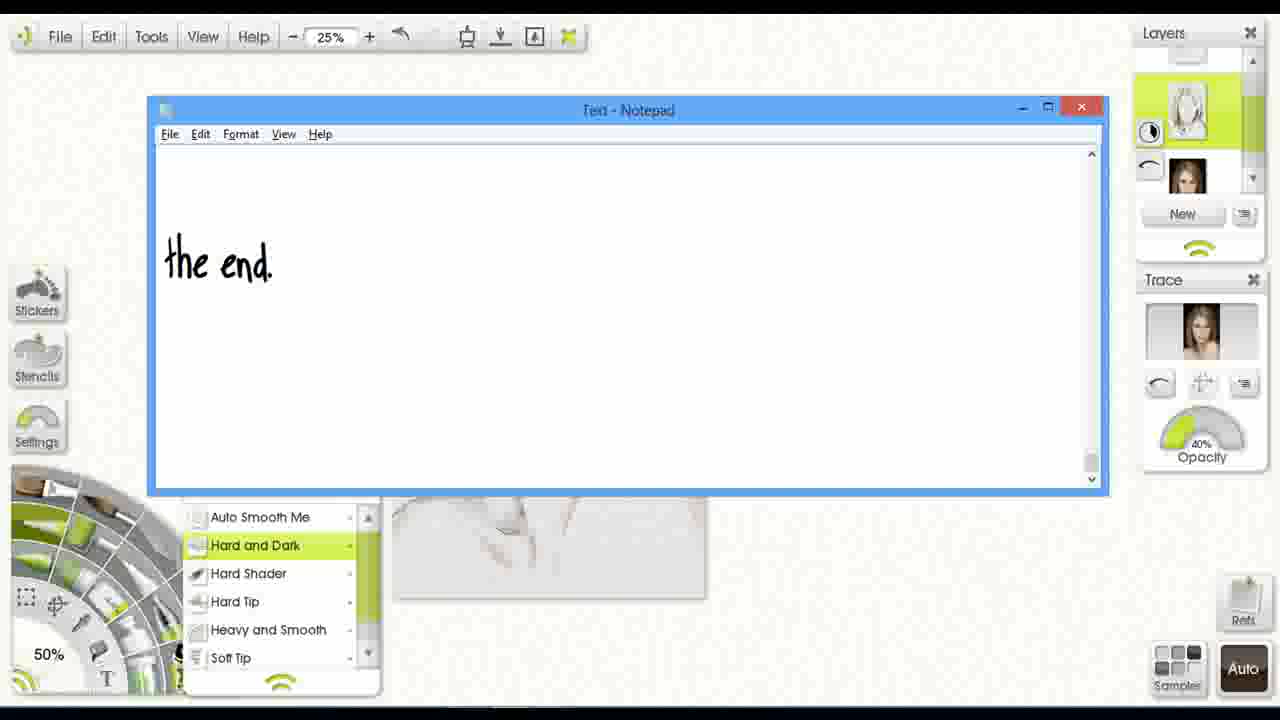 File Edit Tools View Help − 25% +
Layers
Text - Notepad
File Edit Format View Help
the end.
New
Trace
40%
Opacity
Stickers
Stencils
Settings
Auto Smooth Me
Hard and Dark
Hard Shader
Hard Tip
Heavy and Smooth
Soft Tip
50%
T
Refs
Samples
Auto